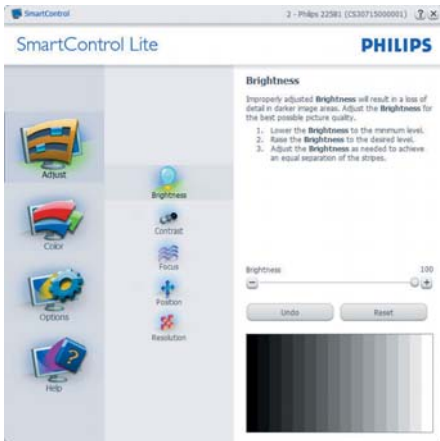 SmartControl
2 - Philips 225B1 (CS30715000001)
SmartControl Lite
PHILIPS
Adjust
Color
Options
Help
Brightness
Contrast
Focus
Position
Resolution
Brightness
Improperly adjusted Brightness will result in a loss of
detail in darker image areas. Adjust the Brightness for
the best possible picture quality.
1. Lower the Brightness to the minimum level.
2. Raise the Brightness to the desired level.
3. Adjust the Brightness as needed to achieve
an equal separation of the stripes.
Brightness 100
Undo
Reset